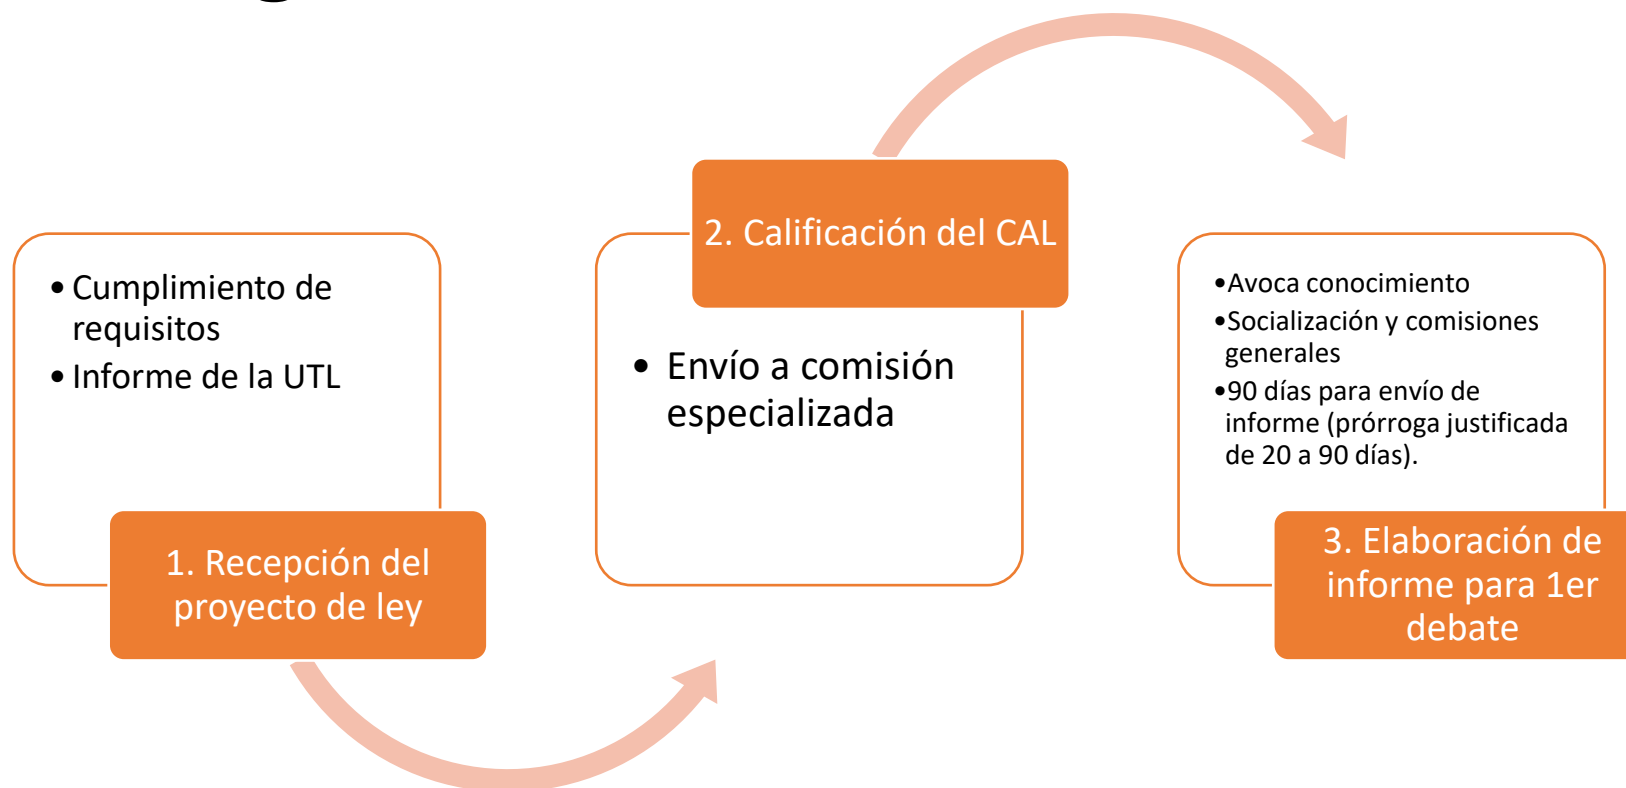 • Cumplimiento de
requisitos
• Informe de la UTL
1. Recepción del
proyecto de ley
2. Calificación del CAL
• Envío a comisión
especializada
•Avoca conocimiento
•Socialización y comisiones
generales
•90 días para envío de
informe (prórroga justificada
de 20 a 90 días).
3. Elaboración de
informe para 1er
debate